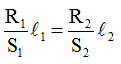 R₁/S₁ ℓ₁ = R₂/S₂ ℓ₂